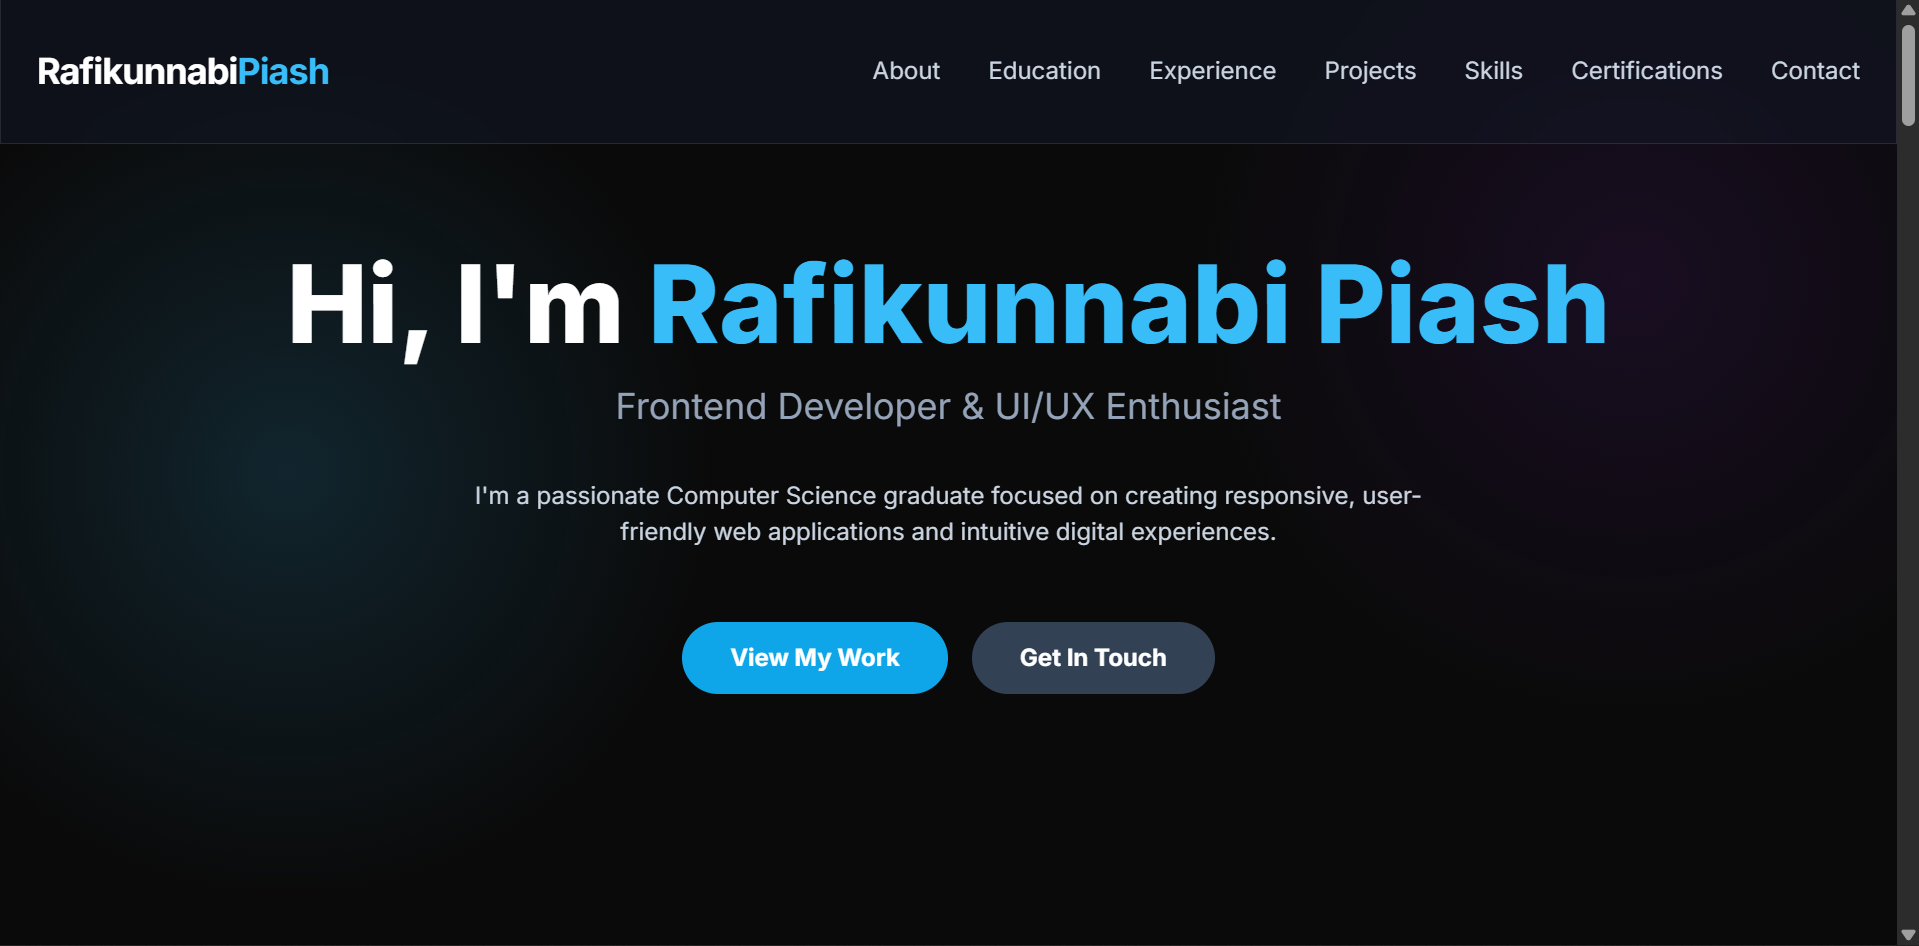 RafikunnabiPiash
About
Education
Experience
Projects
Skills
Certifications
Contact
Hi, I'm Rafikunnabi Piash
Frontend Developer & UI/UX Enthusiast
I'm a passionate Computer Science graduate focused on creating responsive, user-
friendly web applications and intuitive digital experiences.
View My Work
Get In Touch